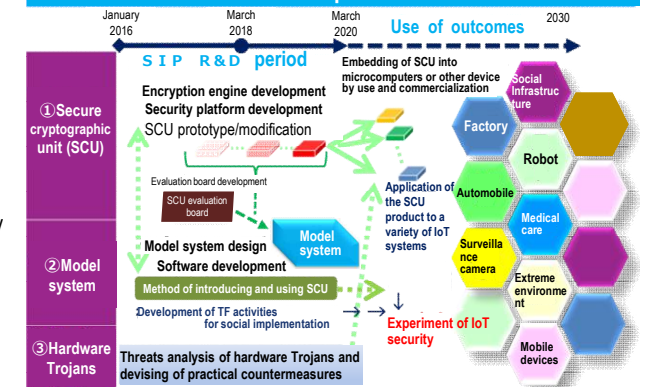 January
2016
March
2018
March
2020
Use of outcomes
2030
SIP R&D period
Embedding of SCU into
microcomputers or other device
by use and commercialization
①Secure
cryptographic
unit (SCU)
Encryption engine development
Security platform development
SCU prototype/modification
Evaluation board development
SCU evaluation
board
Application of
the SCU
product to a
variety of IoT
systems
②Model
system
Model system design
Software development
Model
system
Method of introducing and using SCU
Development of TF activities
for social implementation
Experiment of IoT
security
③Hardware
Trojans
Threats analysis of hardware Trojans and
devising of practical countermeasures
Social
Infrastruc
ture
Factory
Robot
Automobile
Medical
care
Surveilla
nce
camera
Extreme
environme
nt
Mobile
devices